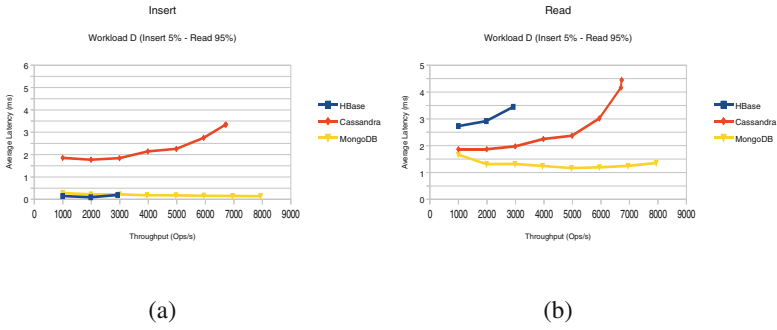 Insert
Workload D (Insert 5% - Read 95%)
6
5
4
3
2
1
0
0 1000 2000 3000 4000 5000 6000 7000 8000 9000
Average Latency (ms)
Throughput (Ops/s)
HBase
Cassandra
MongoDB
(a)
Read
Workload D (Insert 5% - Read 95%)
5
4
3
2
1
0
0 1000 2000 3000 4000 5000 6000 7000 8000 9000
Average Latency (ms)
Throughput (Ops/s)
HBase
Cassandra
MongoDB
(b)